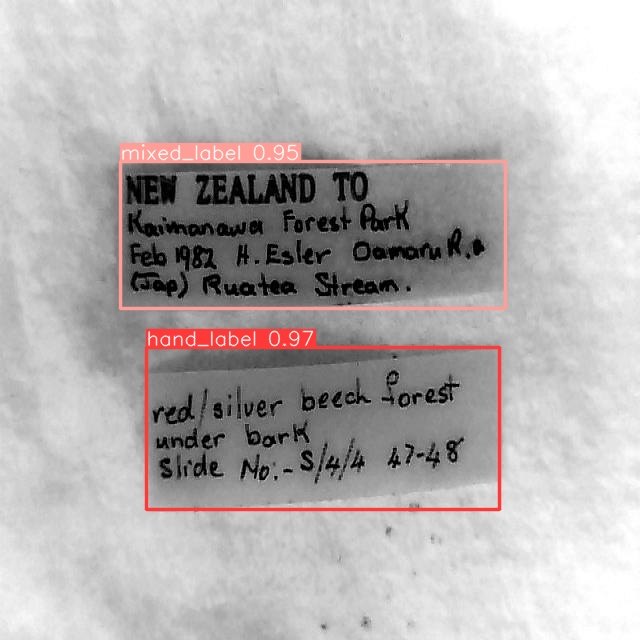 mixed_label 0.95
NEW ZEALAND TO
Kaimanawa Forest Park
Feb 1982 H. Esler Oamaru R.
(Jap) Ruatea Stream.
hand_label 0.97
red/silver beech forest
under bark
Slide No:- S/4/4 47-48